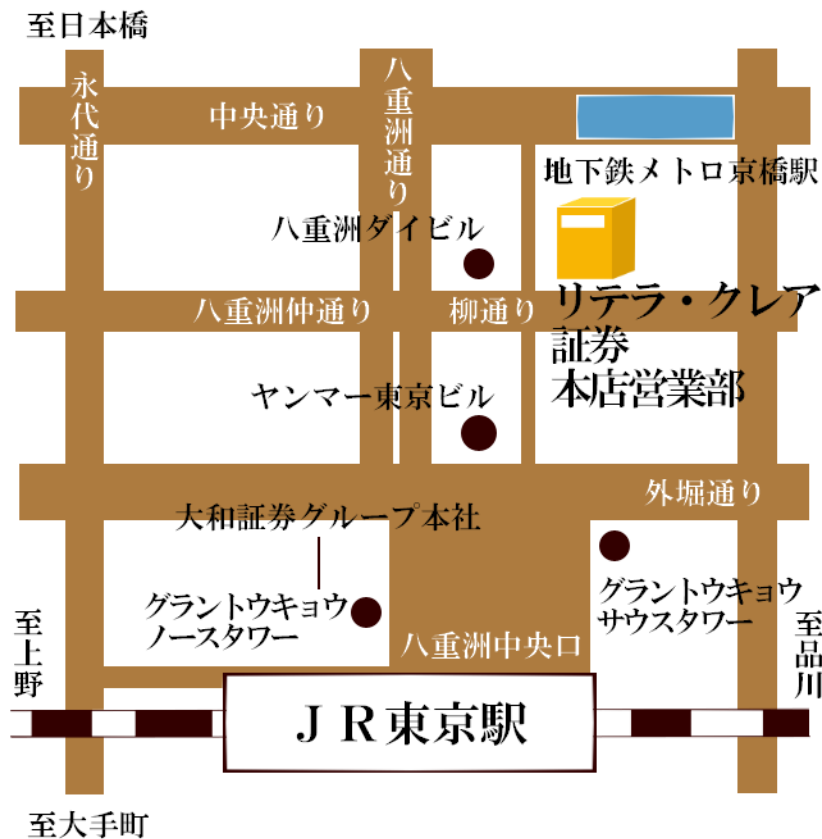 至日本橋
永代通り
中央通り
八重洲通り
地下鉄メトロ京橋駅
八重洲ダイビル
八重洲仲通り
柳通り
リテラ・クレア
証券
本店営業部
ヤンマー東京ビル
外堀通り
大和証券グループ本社
グラントウキョウ
ノースタワー
グラントウキョウ
サウスタワー
至上野
八重洲中央口
至品川
JR東京駅
至大手町